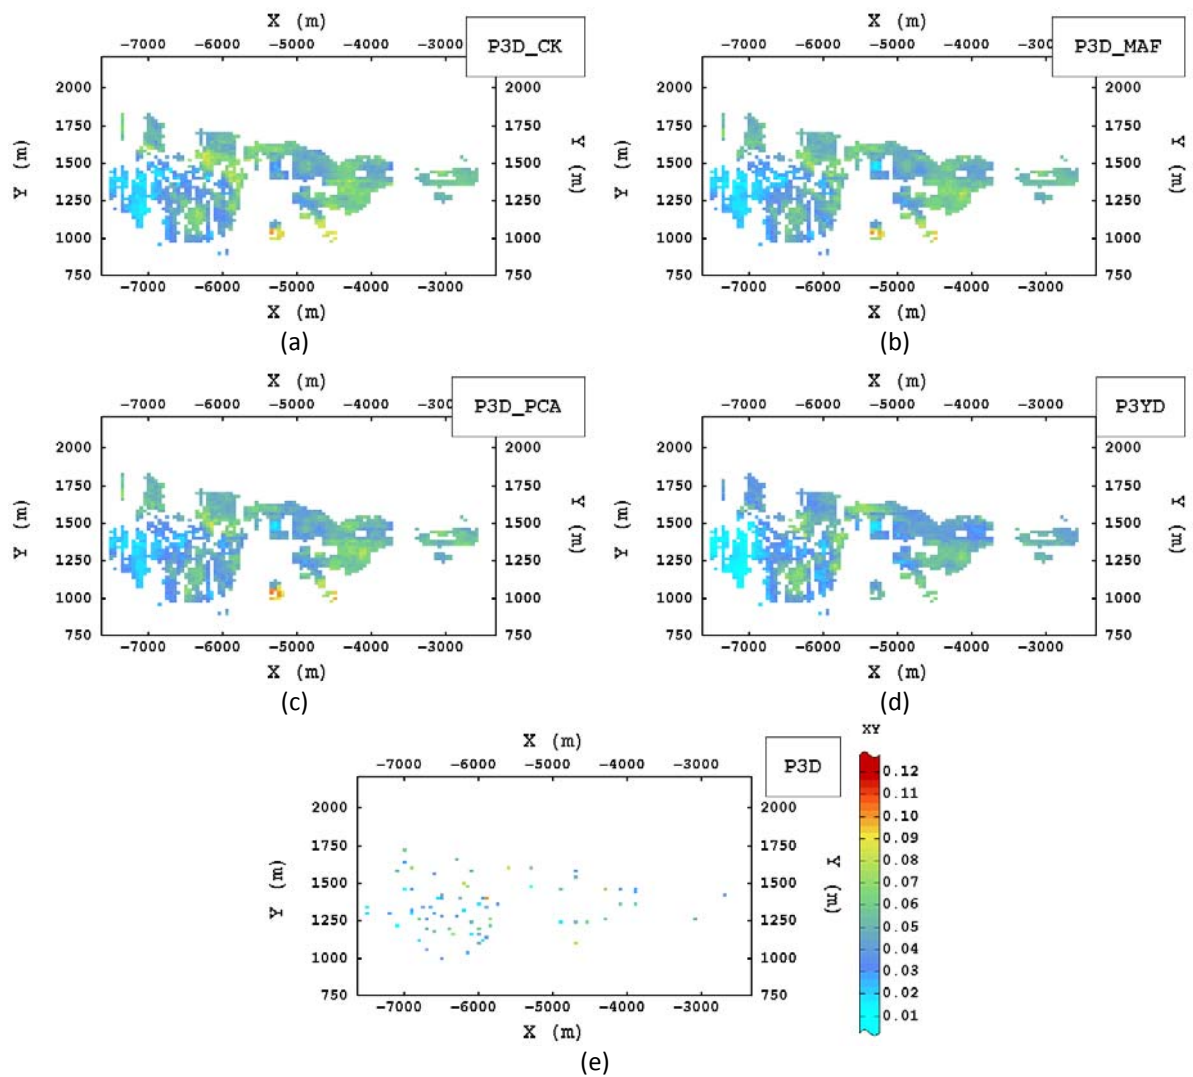 X (m)
X (m)
-7000 -6000 -5000 -4000 -3000
P3D_CK
-7000 -6000 -5000 -4000 -3000
P3D_MAF
2000 2000 2000 2000
1750 1750 1750 1750
1500 1500 1500 1500
1250 1250 1250 1250
1000 1000 1000 1000
750 750 750 750
Y (m) Y (m) Y (m) Y (m)
-7000 -6000 -5000 -4000 -3000
-7000 -6000 -5000 -4000 -3000
X (m)
X (m)
(a)
(b)
X (m)
X (m)
-7000 -6000 -5000 -4000
P3D_PCA
-7000 -6000 -5000 -4000 -3000
P3YD
2000 2000 2000 2000
1750 1750 1750 1750
1500 1500 1500 1500
1250 1250 1250 1250
1000 1000 1000 1000
750 750 750 750
Y (m) Y (m) Y (m) Y (m)
-7000 -6000 -5000 -4000 -3000
-7000 -6000 -5000 -4000 -3000
X (m)
X (m)
(c)
(d)
X (m)
-7000 -6000 -5000 -4000 -3000
P3D
2000 2000
1750 1750
1500 1500
1250 1250
1000 1000
750 750
Y (m) Y (m)
-7000 -6000 -5000 -4000 -3000
X (m)
XY
0.12
0.11
0.10
0.09
0.08
0.07
0.06
0.05
0.04
0.03
0.02
0.01
(e)